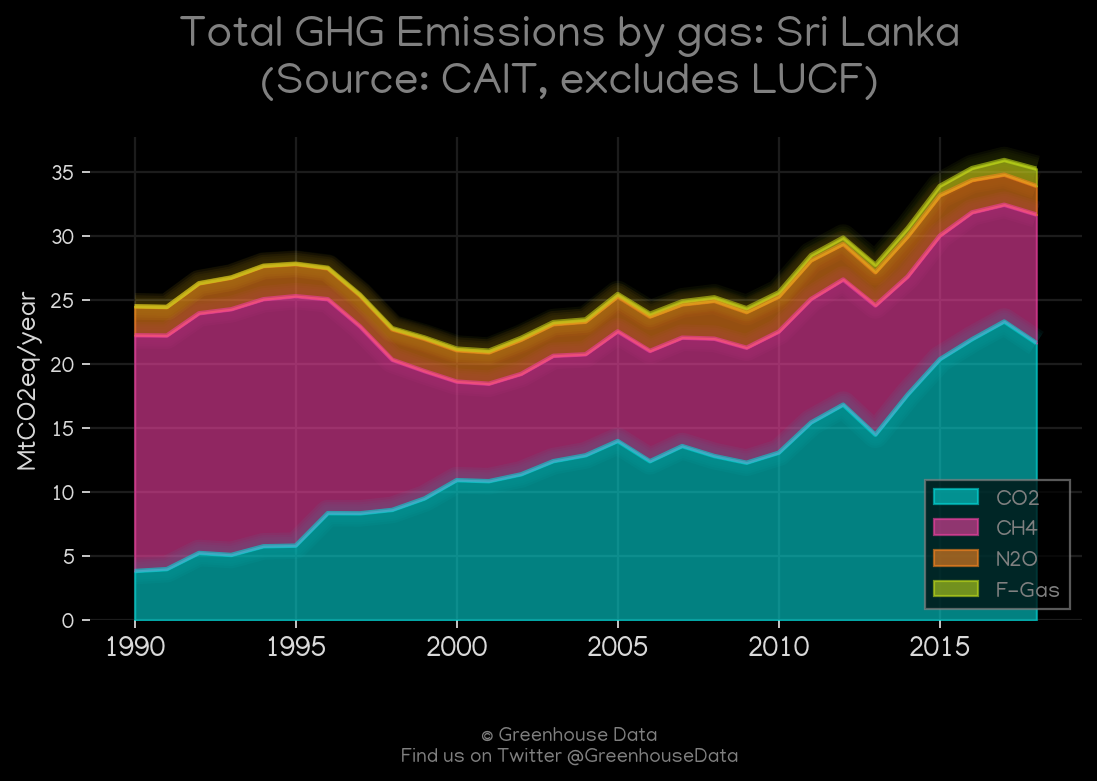 Total GHG Emissions by gas: Sri Lanka
(Source: CAIT, excludes LUCF)
MtCO2eq/year
35
30
25
20
15
10
5
0
1990 1995 2000 2005 2010 2015
CO2
CH4
N2O
F-Gas
© Greenhouse Data
Find us on Twitter @GreenhouseData